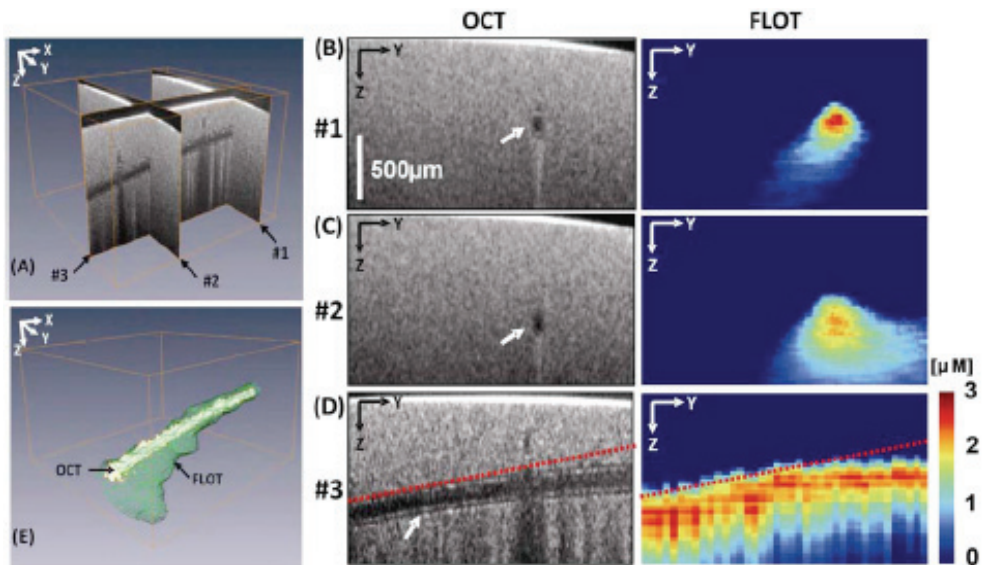 OCT
FLOT
X
Y
Z
#3
#2
#1
(A)
(B)
Y
Z
#1
500µm
Y
Z
(C)
Y
Z
#2
Y
Z
[µM]
(D)
Y
Z
#3
Y
Z
3
2
1
0
X
Y
Z
OCT
FLOT
(E)